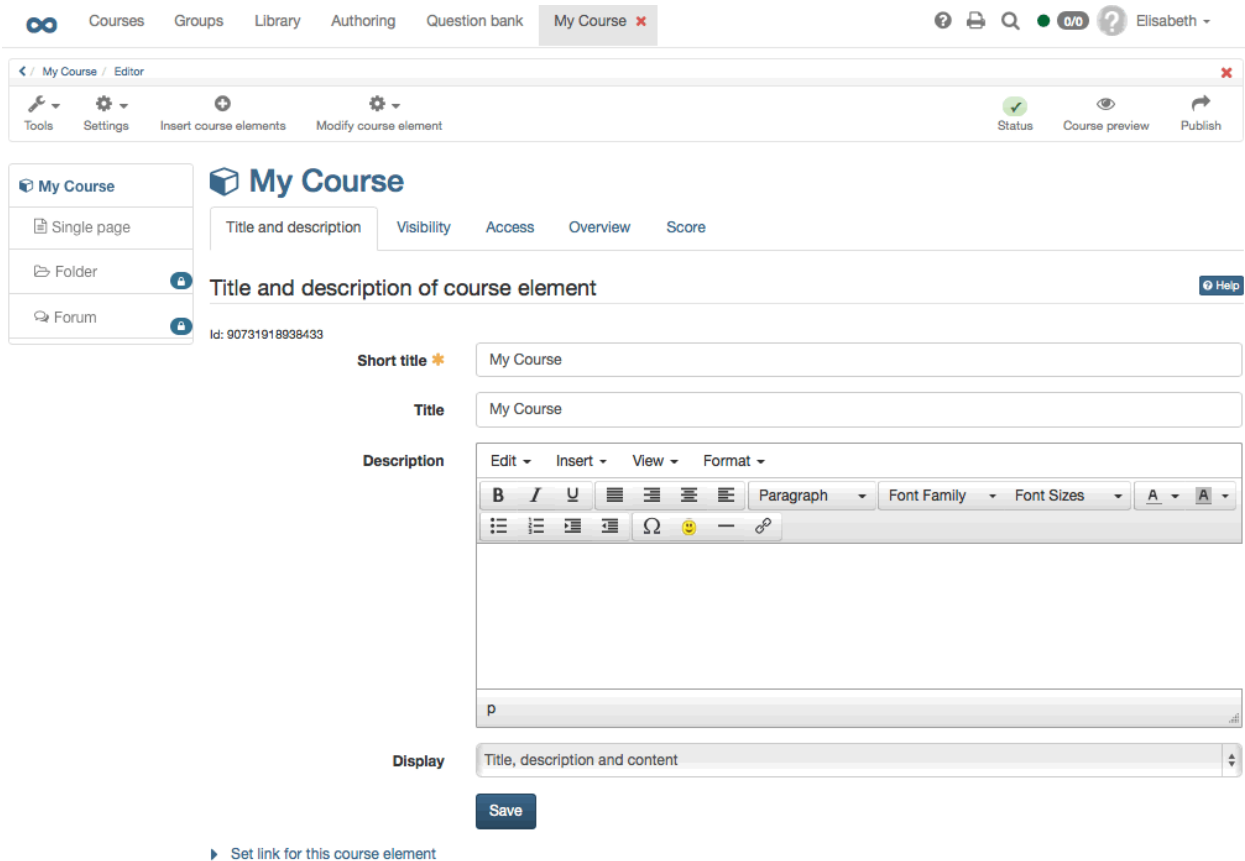 Courses Groups Library Authoring Question bank My Course 0/0 Elisabeth
/ My Course / Editor
Tools Settings Insert course elements Modify course element Status Course preview Publish
My Course
Single page
Folder
Forum
My Course
Title and description Visibility Access Overview Score
Title and description of course element Help
Id: 90731918938433
Short title My Course
Title My Course
Description Edit Insert View Format
B I U Paragraph Font Family Font Sizes A A
Ω
p
Display Title, description and content
Save
Set link for this course element